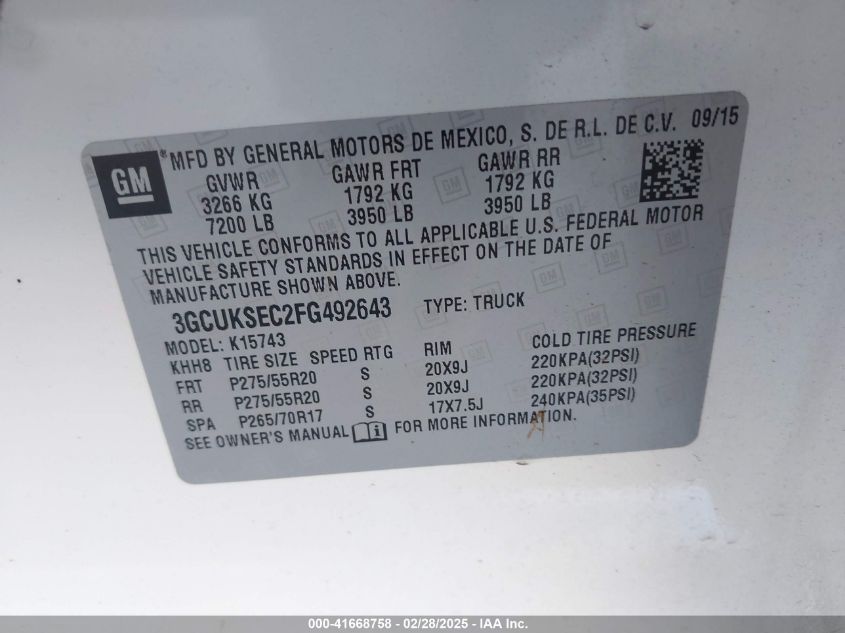 GM
®MFD BY GENERAL MOTORS DE MEXICO, S. DE R.L. DE C.V. 09/15
GVWR GAWR FRT GAWR RR
3266 KG 1792 KG 1792 KG
7200 LB 3950 LB 3950 LB
THIS VEHICLE CONFORMS TO ALL APPLICABLE U.S. FEDERAL MOTOR
VEHICLE SAFETY STANDARDS IN EFFECT ON THE DATE OF
MANUFACTURE SHOWN ABOVE.
3GCUKSEC2FG492643 TYPE: TRUCK
MODEL: K15743
KHH8 TIRE SIZE SPEED RTG RIM COLD TIRE PRESSURE
FRT P275/55R20 S 20X9J 220KPA(32PSI)
RR P275/55R20 S 20X9J 220KPA(32PSI)
SPA P265/70R17 S 17X7.5J 240KPA(35PSI)
SEE OWNER'S MANUAL i FOR MORE INFORMATION.
000-41668758 - 02/28/2025 - IAA Inc.